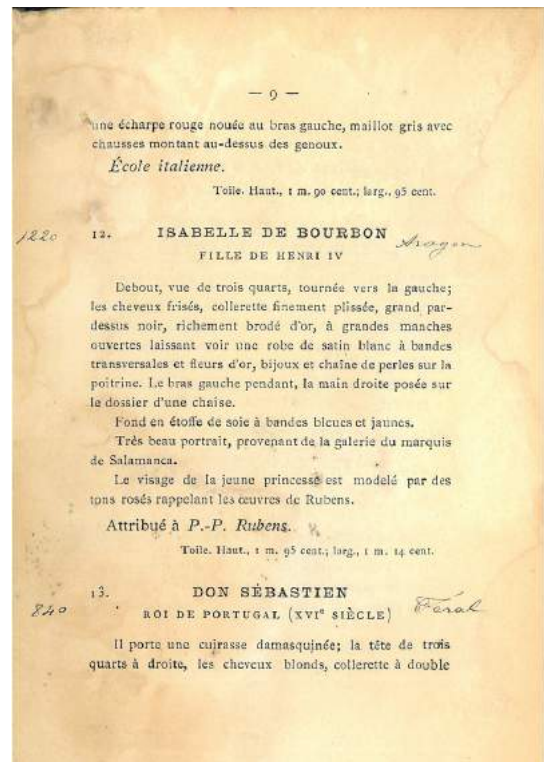 — 9 —
une écharpe rouge nouée au bras gauche, maillot gris avec
chausses montant au-dessus des genoux.
École italienne.
Toile. Haut., 1 m. 90 cent.; larg., 95 cent.
1220 12. ISABELLE DE BOURBON Aragon
FILLE DE HENRI IV
Debout, vue de trois quarts, tournée vers la gauche;
les cheveux frisés, collerette finement plissée, grand par-
dessus noir, richement brodé d'or, à grandes manches
ouvertes laissant voir une robe de satin blanc à bandes
transversales et fleurs d'or, bijoux et chaîne de perles sur la
poitrine. Le bras gauche pendant, la main droite posée sur
le dossier d'une chaise.
Fond en étoffe de soie à bandes bleues et jaunes.
Très beau portrait, provenant de la galerie du marquis
de Salamanca.
Le visage de la jeune princesse est modelé par des
tons rosés rappelant les œuvres de Rubens.
Attribué à P.-P. Rubens.
Toile. Haut., 1 m. 95 cent.; larg., 1 m. 14 cent.
840 13. DON SÉBASTIEN Féral
ROI DE PORTUGAL (XVIe SIÈCLE)
Il porte une cuirasse damasquinée; la tête de trois
quarts à droite, les cheveux blonds, collerette à double